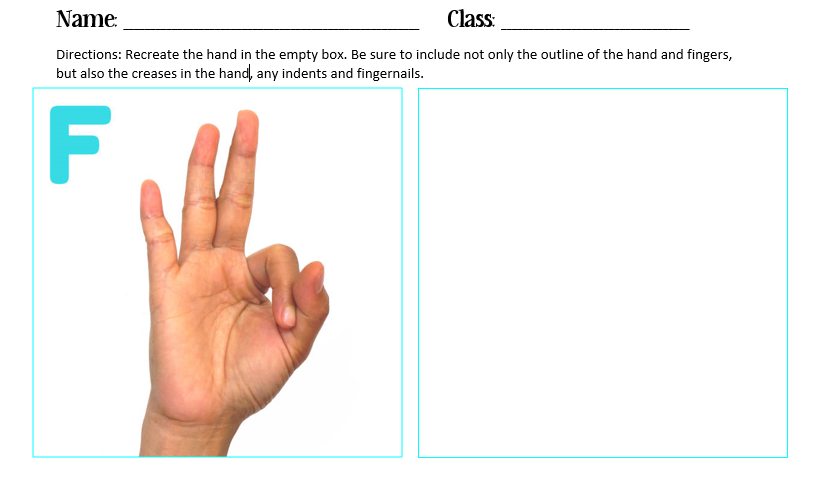 Name: ______________________________ Class: ____________________
Directions: Recreate the hand in the empty box. Be sure to include not only the outline of the hand and fingers,
but also the creases in the hand, any indents and fingernails.
F